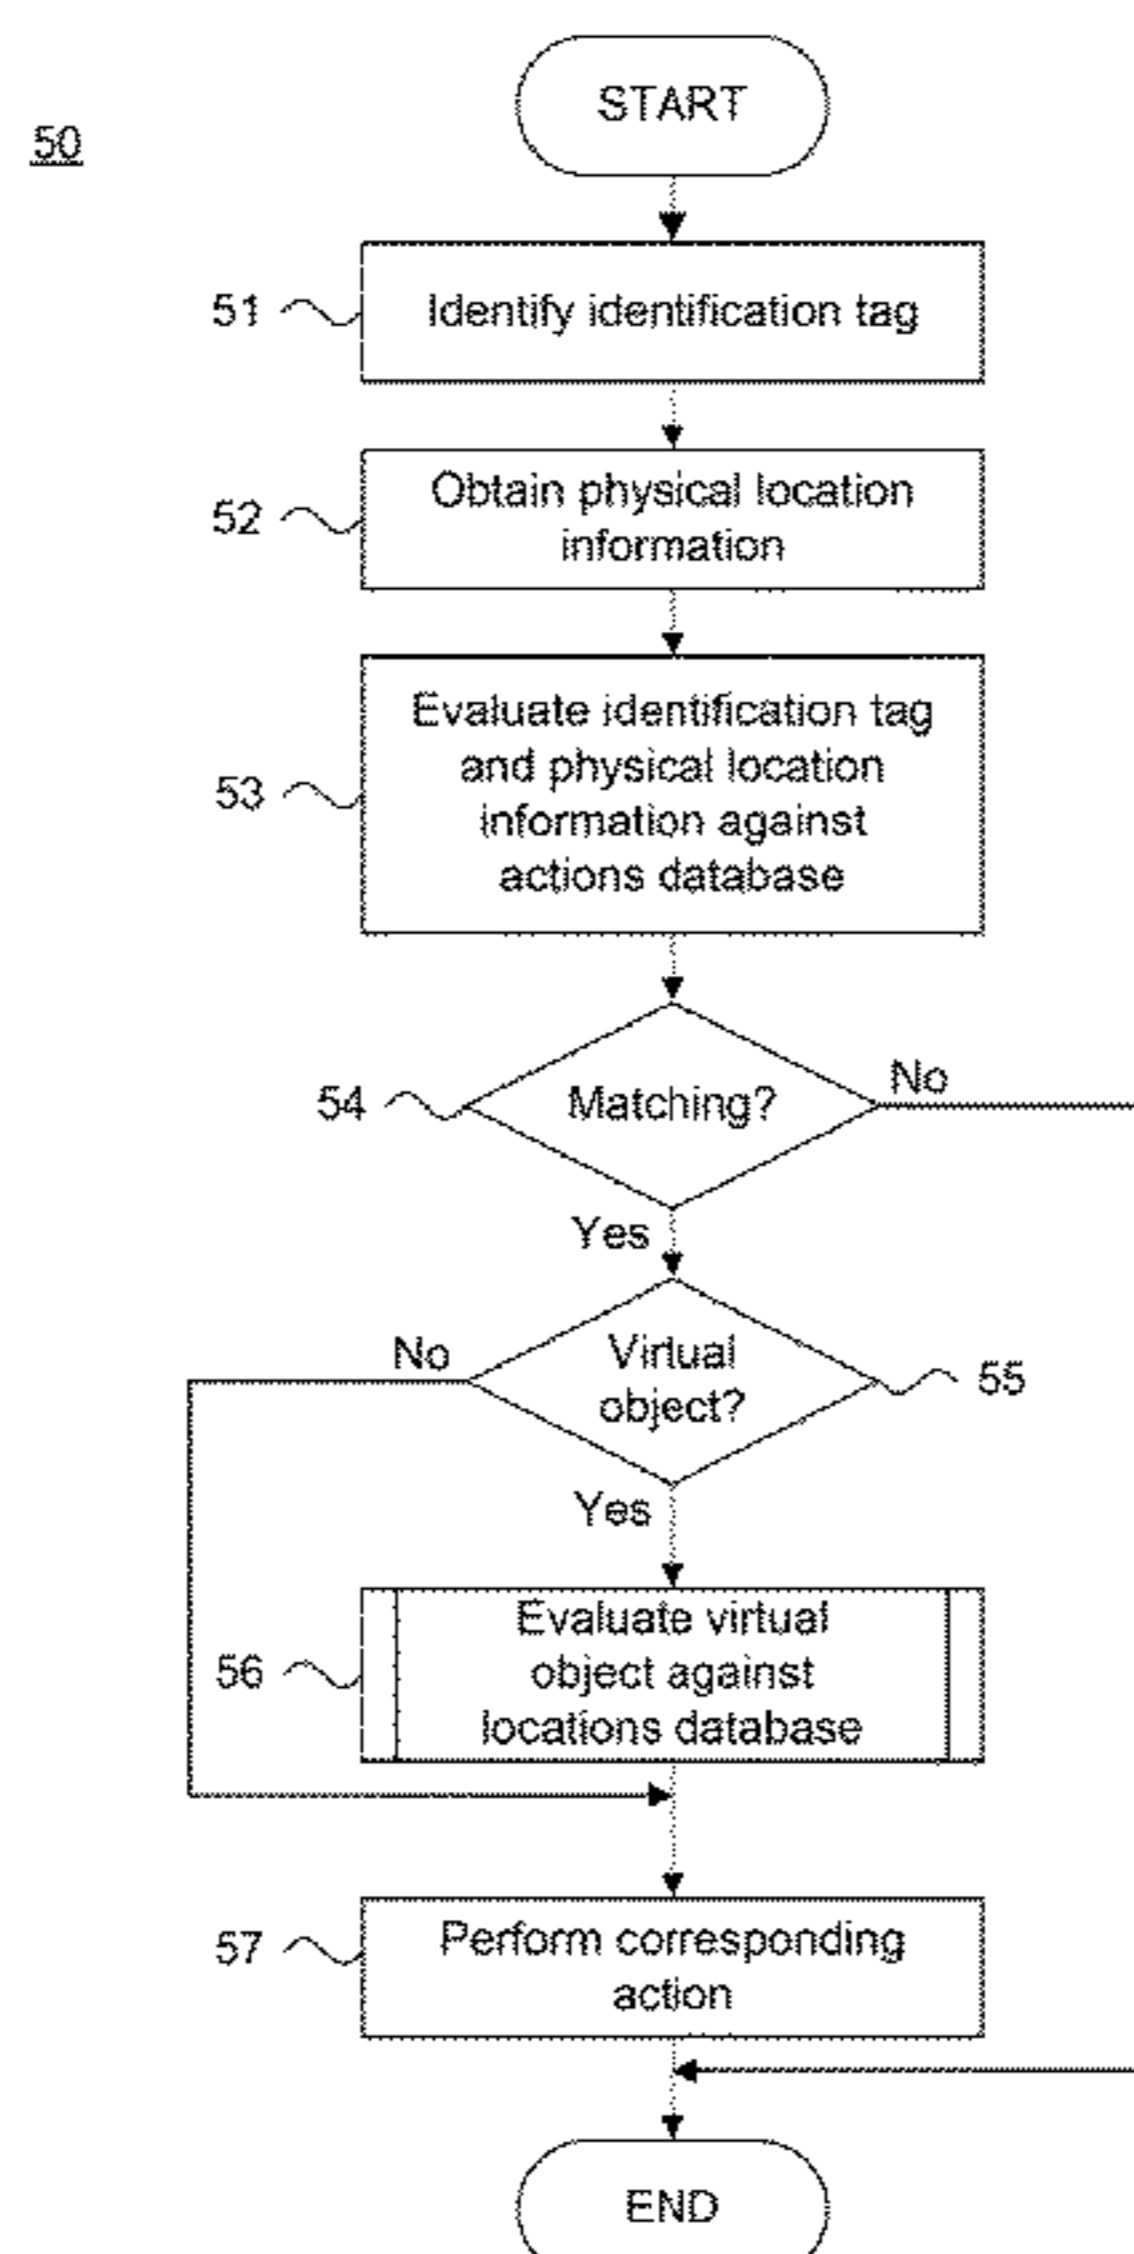 START
50
51
Identify identification tag
52
Obtain physical location
information
53
Evaluate identification tag
and physical location
information against
actions database
54
Matching?
No
Yes
No
Virtual
object?
55
Yes
56
Evaluate virtual
object against
locations database
57
Perform corresponding
action
END